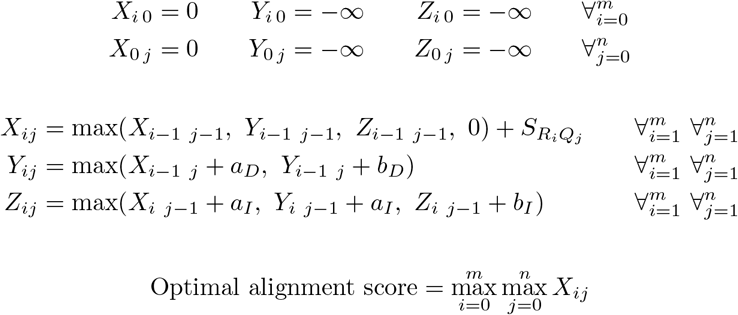 X_{i 0} = 0    Y_{i 0} = −∞    Z_{i 0} = −∞    ∀_{i=0}^{m}
X_{0 j} = 0    Y_{0 j} = −∞    Z_{0 j} = −∞    ∀_{j=0}^{n}
X_{ij} = max(X_{i−1 j−1}, Y_{i−1 j−1}, Z_{i−1 j−1}, 0) + S_{R_i Q_j}    ∀_{i=1}^{m} ∀_{j=1}^{n}
Y_{ij} = max(X_{i−1 j} + a_D, Y_{i−1 j} + b_D)    ∀_{i=1}^{m} ∀_{j=1}^{n}
Z_{ij} = max(X_{i j−1} + a_I, Y_{i j−1} + a_I, Z_{i j−1} + b_I)    ∀_{i=1}^{m} ∀_{j=1}^{n}
Optimal alignment score = max_{i=0}^{m} max_{j=0}^{n} X_{ij}